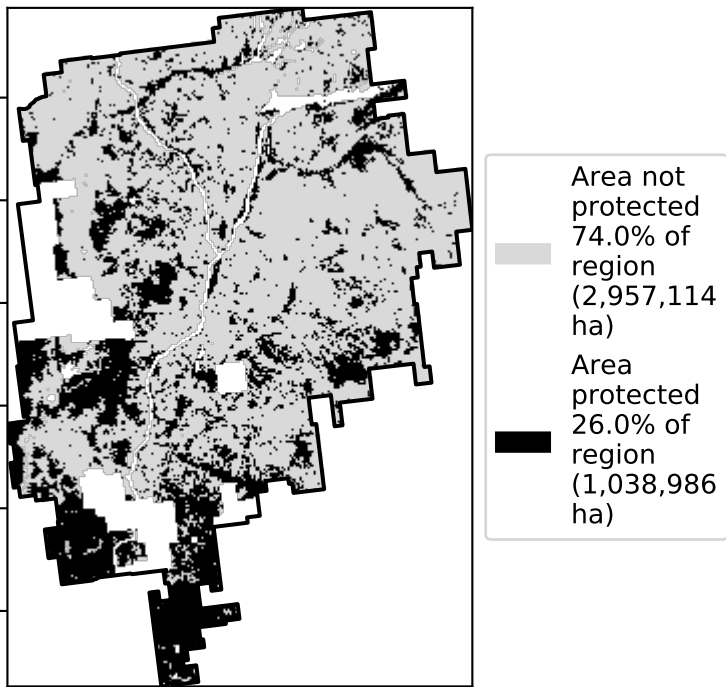 Area not
protected
74.0% of
region
(2,957,114
ha)
Area
protected
26.0% of
region
(1,038,986
ha)